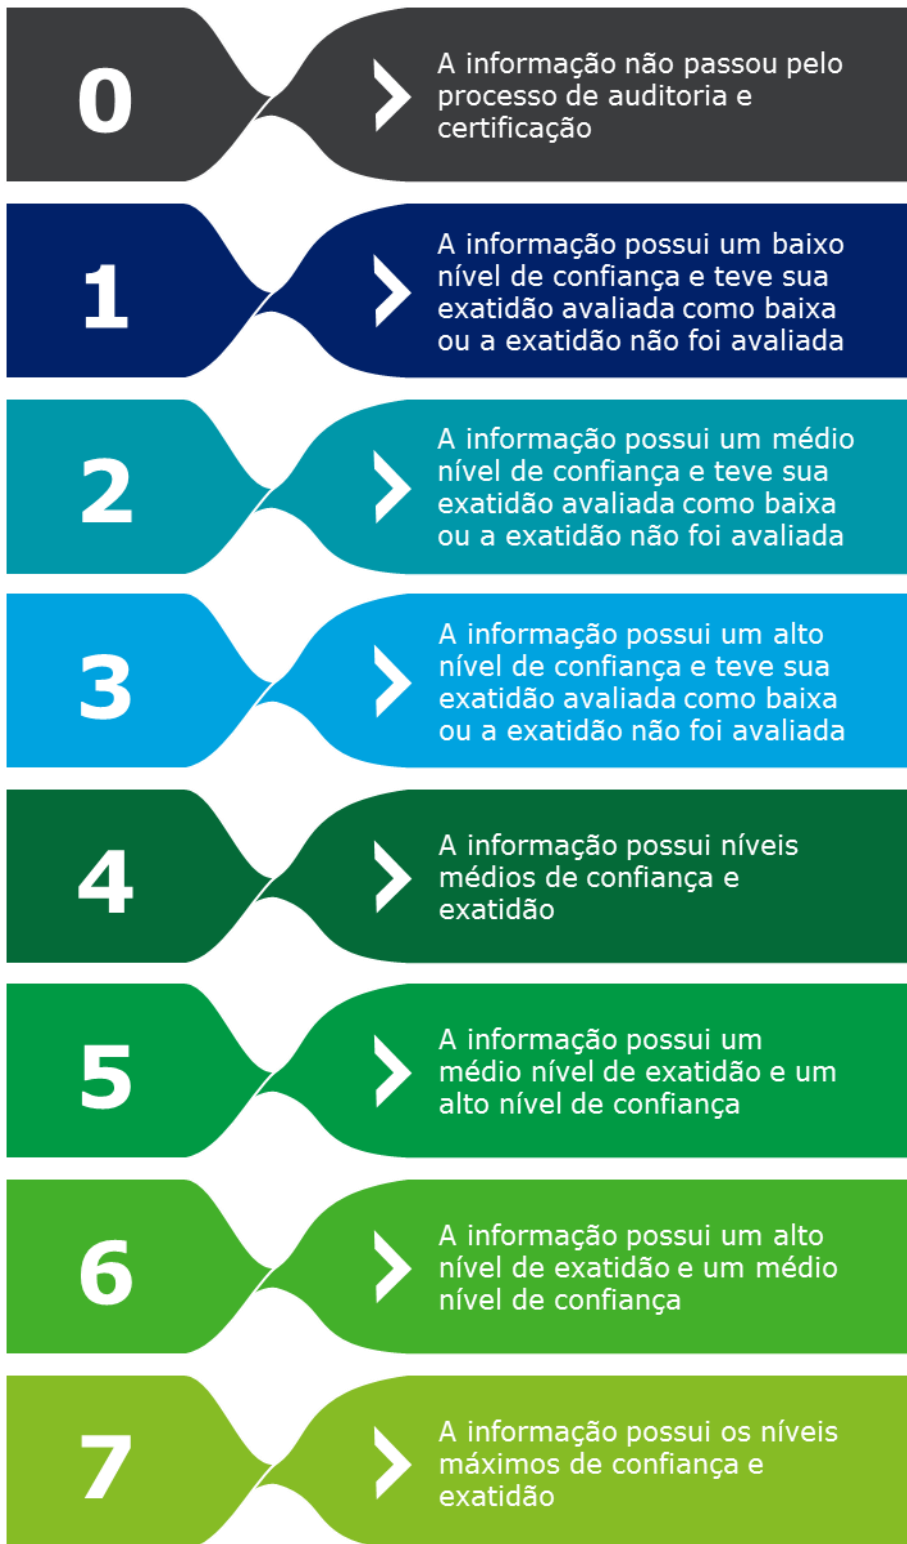 0
A informação não passou pelo
processo de auditoria e
certificação
1
A informação possui um baixo
nível de confiança e teve sua
exatidão avaliada como baixa
ou a exatidão não foi avaliada
2
A informação possui um médio
nível de confiança e teve sua
exatidão avaliada como baixa
ou a exatidão não foi avaliada
3
A informação possui um alto
nível de confiança e teve sua
exatidão avaliada como baixa
ou a exatidão não foi avaliada
4
A informação possui níveis
médios de confiança e
exatidão
5
A informação possui um
médio nível de exatidão e um
alto nível de confiança
6
A informação possui um alto
nível de exatidão e um médio
nível de confiança
7
A informação possui os níveis
máximos de confiança e
exatidão